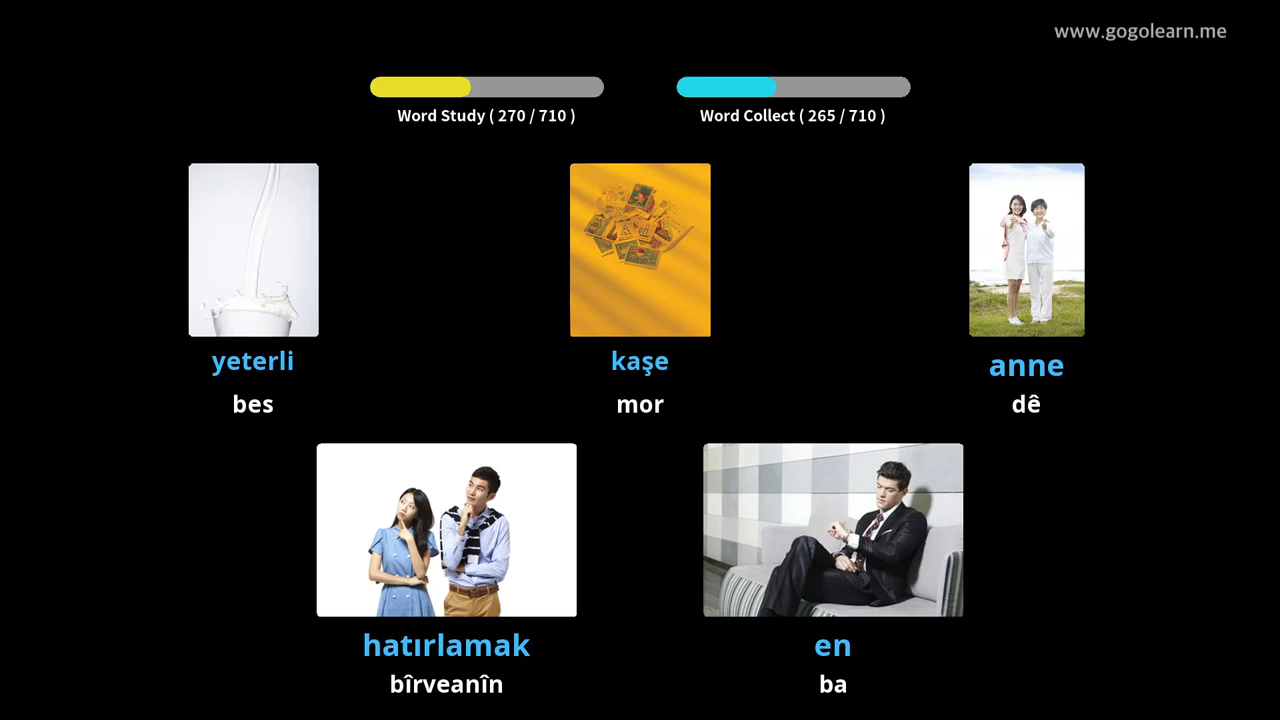 www.gogolearn.me
Word Study ( 270 / 710 )
Word Collect ( 265 / 710 )
yeterli
bes
kaşe
mor
anne
dê
hatırlamak
bîrveanîn
en
ba